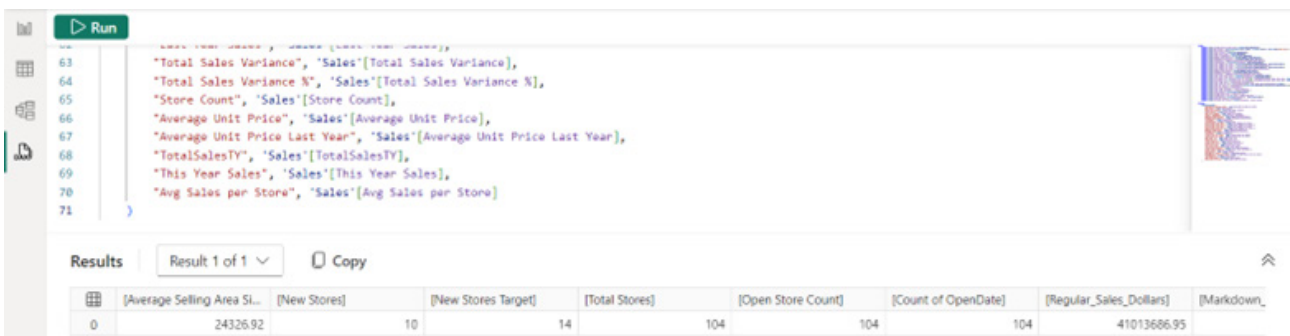 Run
63 "Total Sales Variance", 'Sales'[Total Sales Variance],
64 "Total Sales Variance %", 'Sales'[Total Sales Variance %],
65 "Store Count", 'Sales'[Store Count],
66 "Average Unit Price", 'Sales'[Average Unit Price],
67 "Average Unit Price Last Year", 'Sales'[Average Unit Price Last Year],
68 "TotalSalesTY", 'Sales'[TotalSalesTY],
69 "This Year Sales", 'Sales'[This Year Sales],
70 "Avg Sales per Store", 'Sales'[Avg Sales per Store]
71 )
Results Result 1 of 1 Copy
[Average Selling Area Si... [New Stores] [New Stores Target] [Total Stores] [Open Store Count] [Count of OpenDate] [Regular_Sales_Dollars] [Markdown_
0 24326.92 10 14 104 104 104 41013686.95